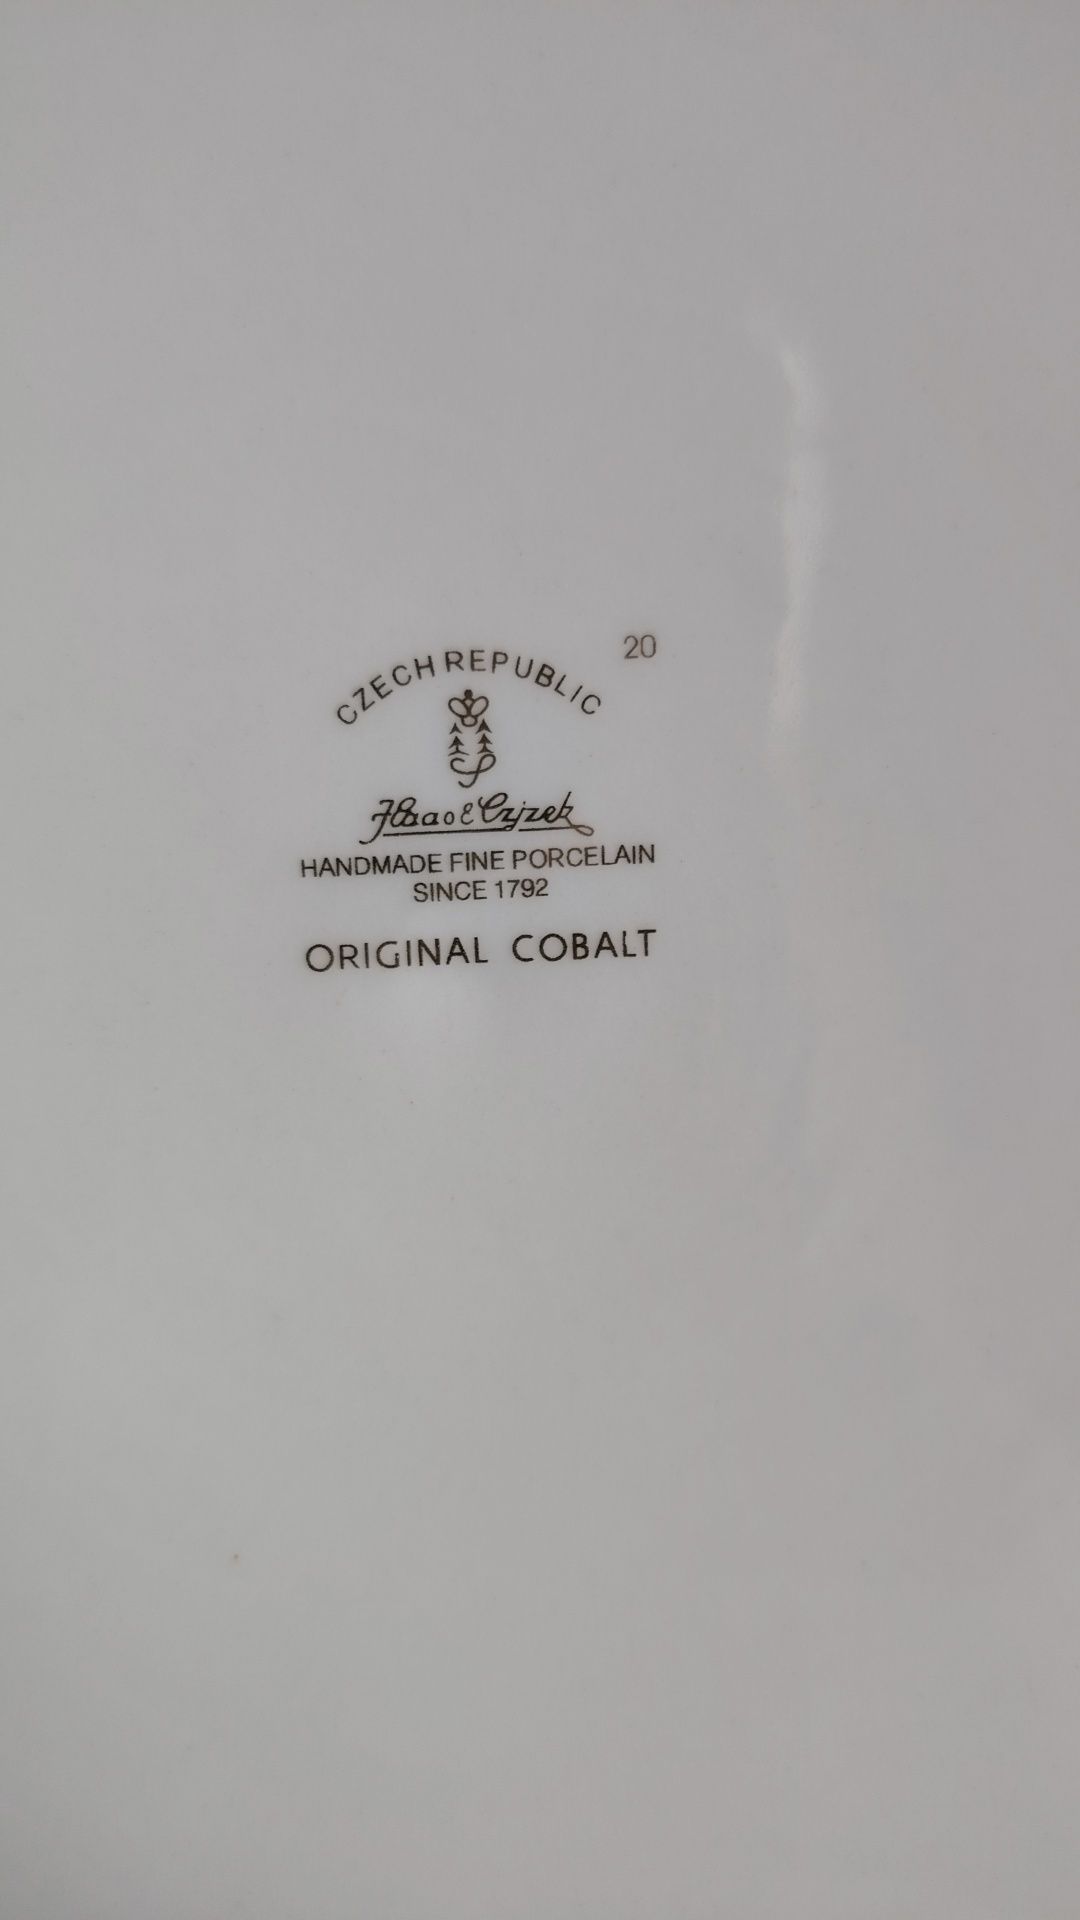 20
CZECH REPUBLIC
Haas & Czjzek
HANDMADE FINE PORCELAIN
SINCE 1792
ORIGINAL COBALT